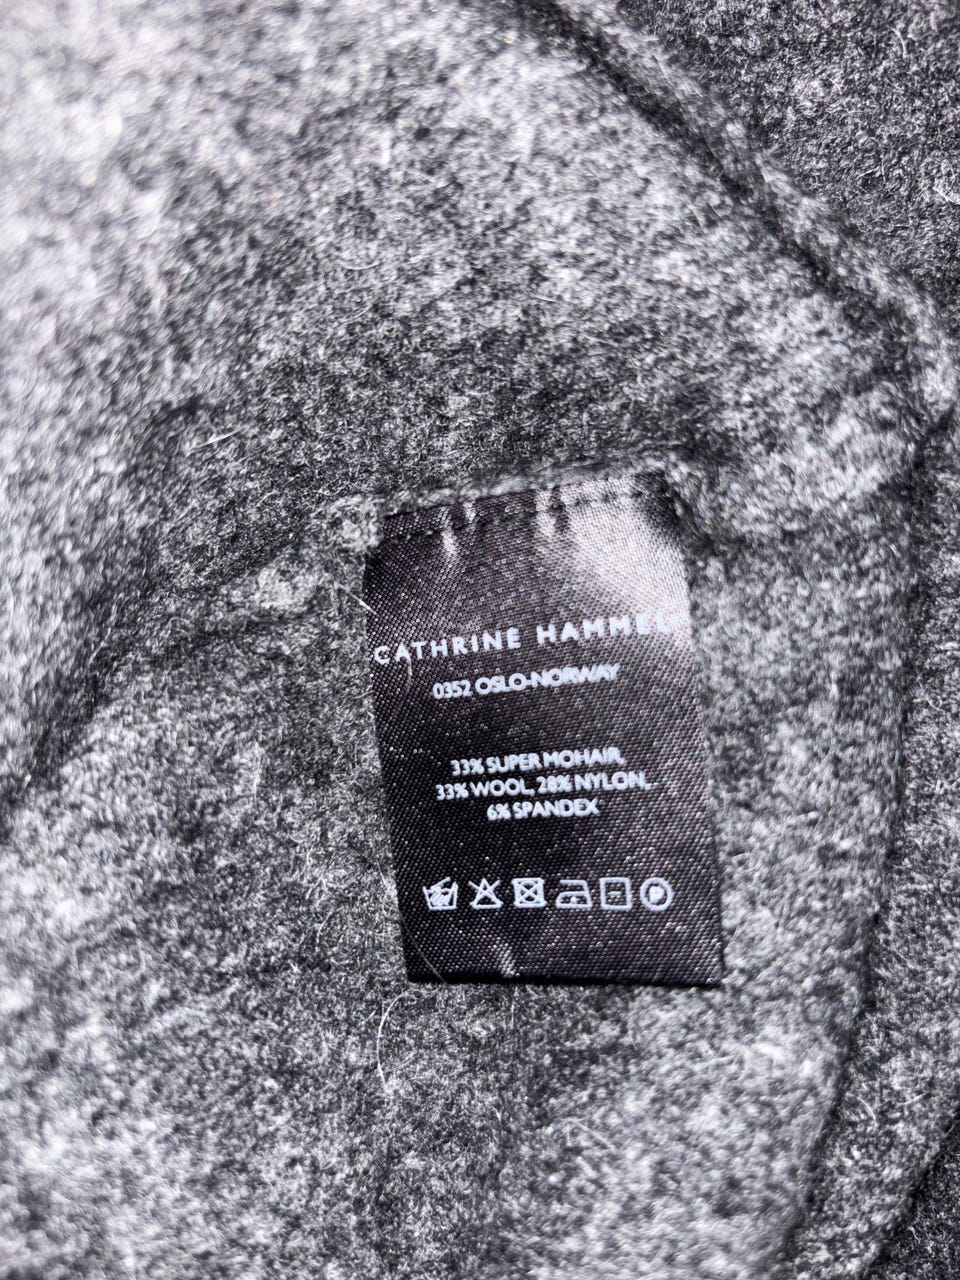 CATHRINE HAMMEL
0352 OSLO-NORWAY
33% SUPER MOHAIR,
33% WOOL, 28% NYLON,
6% SPANDEX
P